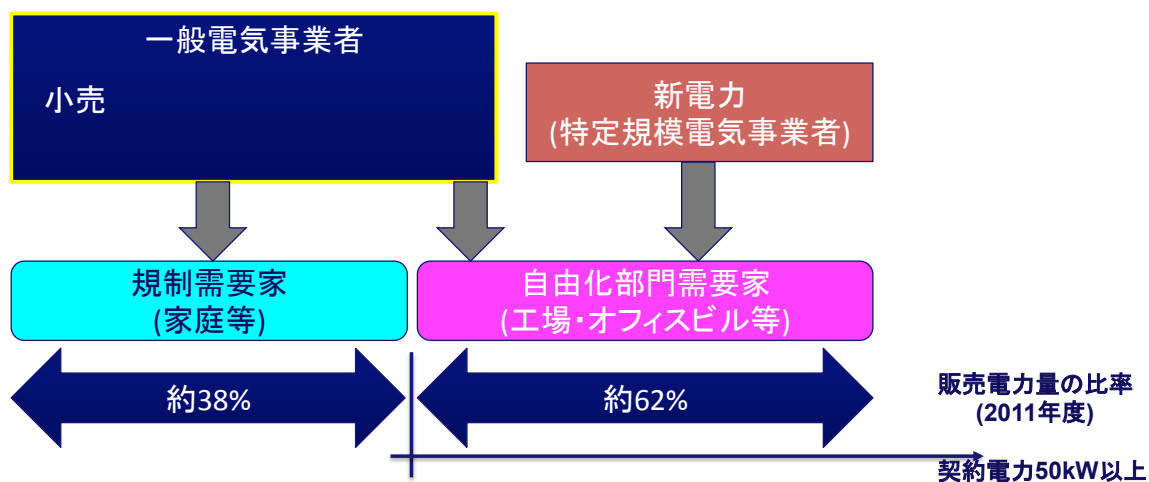 一般電気事業者
小売
新電力
(特定規模電気事業者)
規制需要家
(家庭等)
自由化部門需要家
(工場・オフィスビル等)
約38%
約62%
販売電力量の比率
(2011年度)
契約電力50kW以上